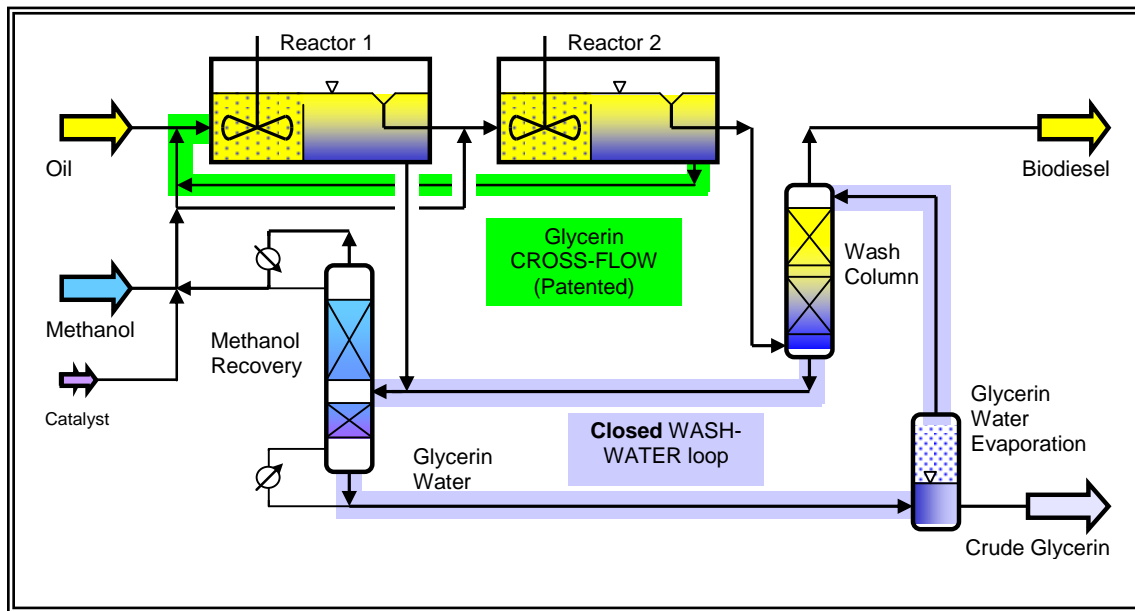 Reactor 1
Reactor 2
Oil
Biodiesel
Glycerin
CROSS-FLOW
(Patented)
Wash
Column
Methanol
Methanol
Recovery
Catalyst
Closed WASH-
WATER loop
Glycerin
Water
Evaporation
Glycerin
Water
Crude Glycerin